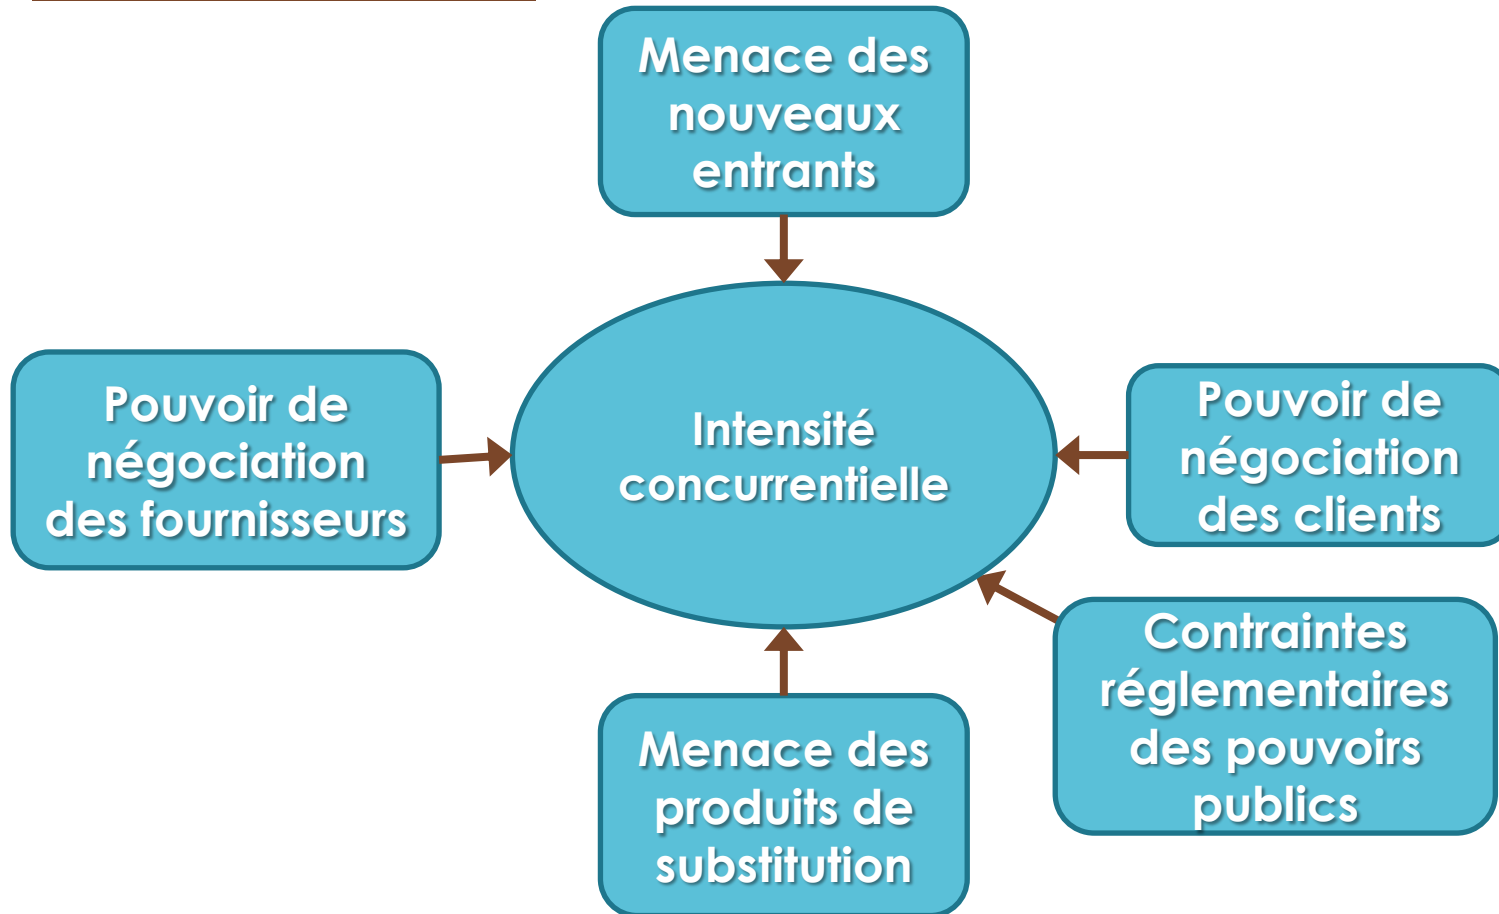 Menace des
nouveaux
entrants
Pouvoir de
négociation
des fournisseurs
Intensité
concurrentielle
Pouvoir de
négociation
des clients
Contraintes
réglementaires
des pouvoirs
publics
Menace des
produits de
substitution